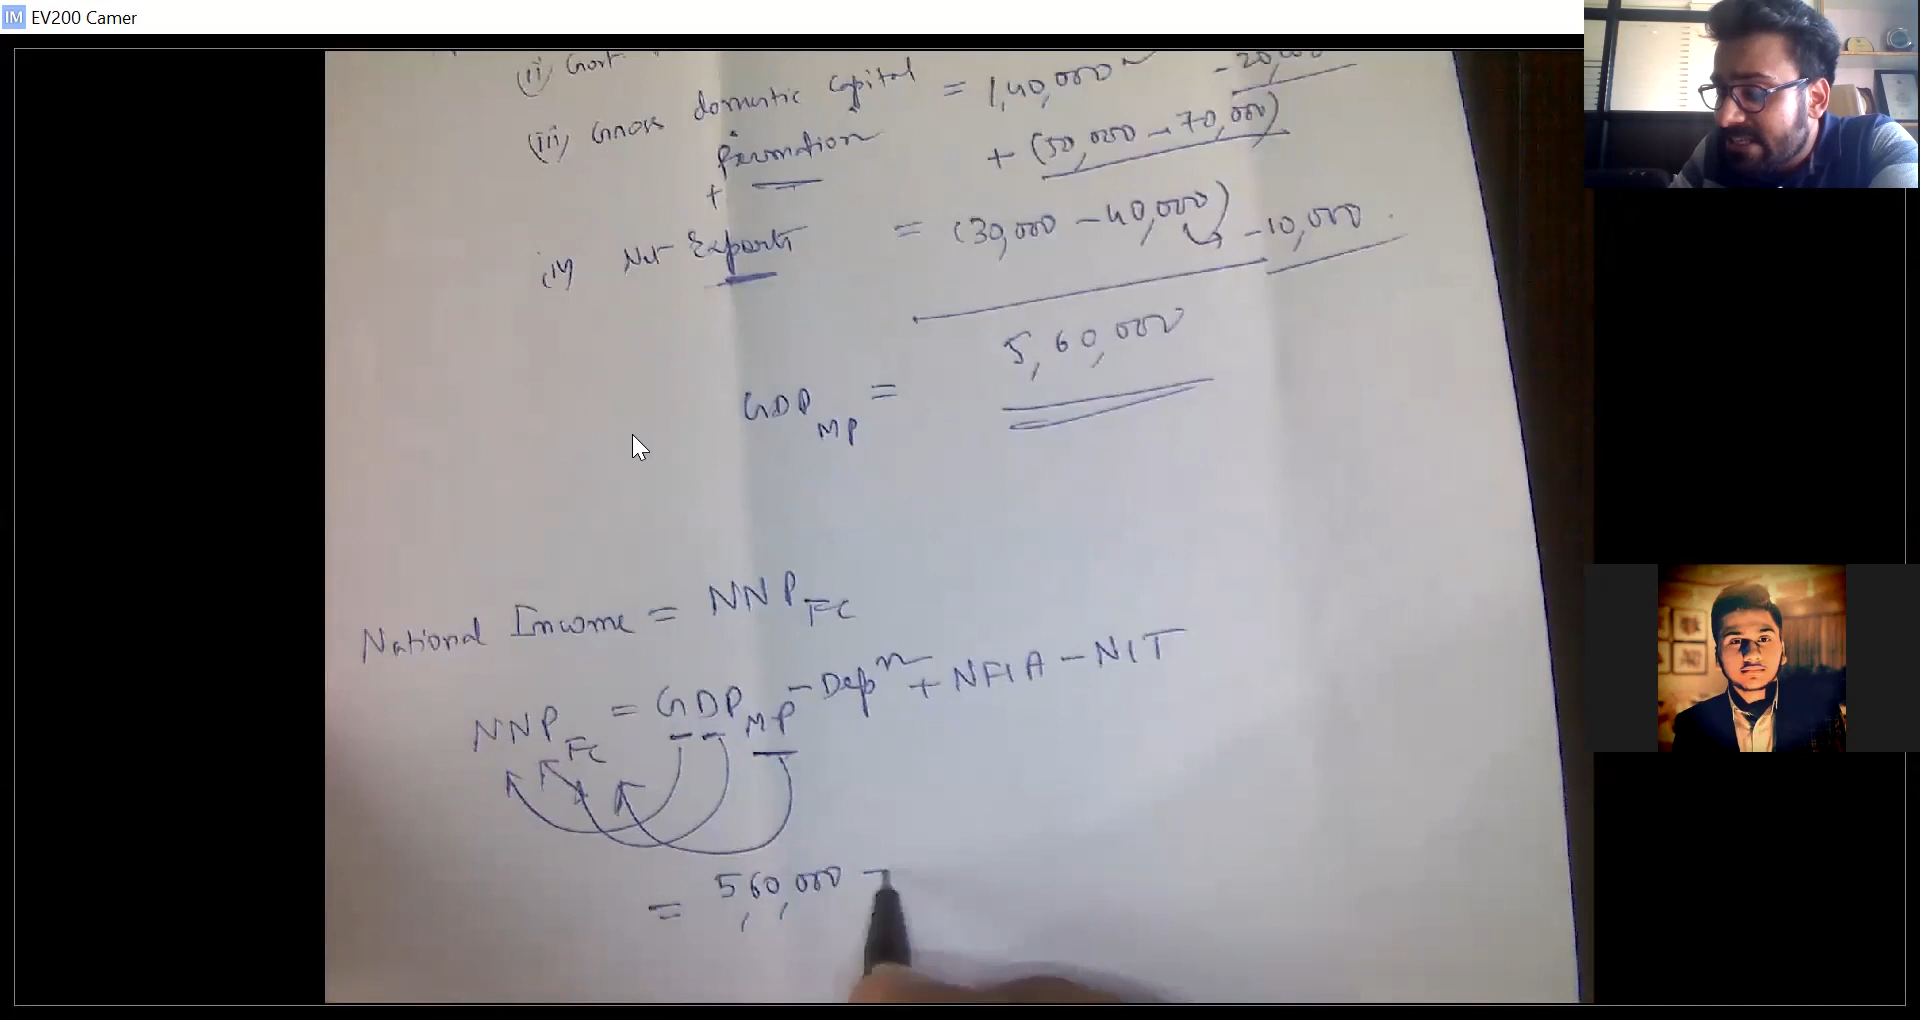 EV200 Camer
(ii) Govt
(iii) Gross domestic Capital = 1,40,000 - 20,000
formation + (50,000 - 70,000)
+
(iv) Net Exports = (30,000 - 40,000) -10,000
5,60,000
GDP MP =
National Income = NNP FC
NNP FC = GDP MP - Depn + NFIA - NIT
= 5,60,000 -